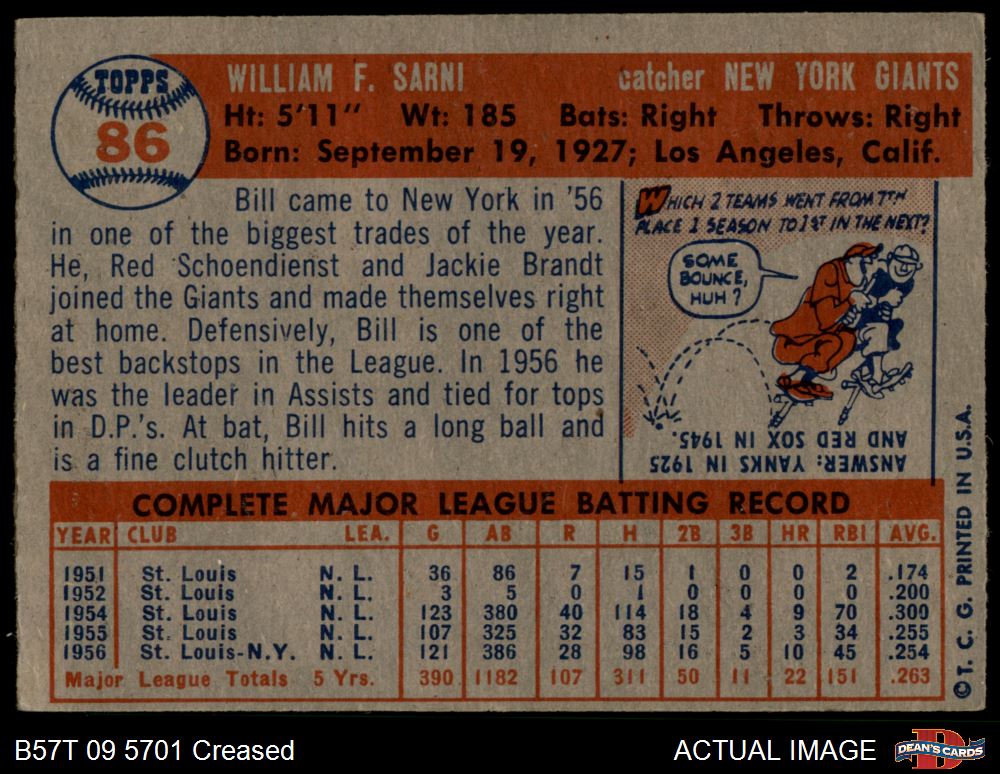 TOPPS
86
WILLIAM F. SARNI catcher NEW YORK GIANTS
Ht: 5'11" Wt: 185 Bats: Right Throws: Right
Born: September 19, 1927; Los Angeles, Calif.
Bill came to New York in '56
in one of the biggest trades of the year.
He, Red Schoendienst and Jackie Brandt
joined the Giants and made themselves right
at home. Defensively, Bill is one of the
best backstops in the League. In 1956 he
was the leader in Assists and tied for tops
in D.P.'s. At bat, Bill hits a long ball and
is a fine clutch hitter.
WHICH 2 TEAMS WENT FROM 7TH
PLACE 1 SEASON TO 1ST IN THE NEXT?
SOME
BOUNCE,
HUH?
ANSWER: YANKS IN 1925
AND RED SOX IN 1945.
COMPLETE MAJOR LEAGUE BATTING RECORD
YEAR CLUB LEA. G AB R H 2B 3B HR RBI AVG.
1951 St. Louis N. L. 36 86 7 15 1 0 0 2 .174
1952 St. Louis N. L. 3 5 0 1 0 0 0 0 .200
1954 St. Louis N. L. 123 380 40 114 18 4 9 70 .300
1955 St. Louis N. L. 107 325 32 83 15 2 3 34 .255
1956 St. Louis-N.Y. N. L. 121 386 28 98 16 5 10 45 .254
Major League Totals 5 Yrs. 390 1182 107 311 50 11 22 151 .263
© T. C. G. PRINTED IN U.S.A.
B57T 09 5701 Creased ACTUAL IMAGE
D
DEAN'S CARDS